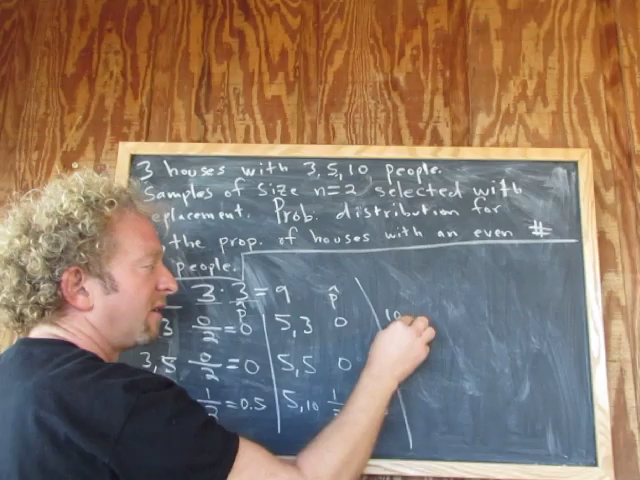 3 houses with 3,5,10 people.
Samples of size n=2 selected with
eplacement. Prob. distribution for
the prop. of houses with an even #
people.
3 · 3 = 9 p̂
p̂
3 0/2 = 0 5,3 0 10
3,5 0/2 = 0 5,5 0
1/2 = 0.5 5,10 1/